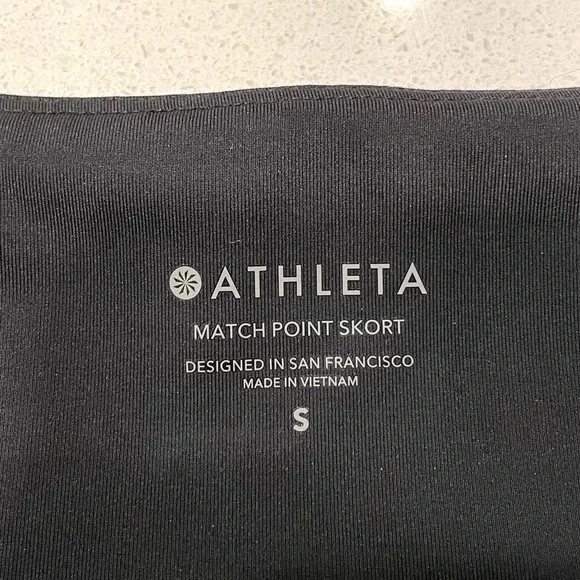 ATHLETA
MATCH POINT SKORT
DESIGNED IN SAN FRANCISCO
MADE IN VIETNAM
S